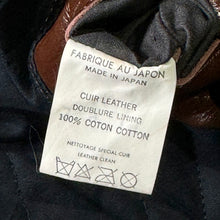 FABRIQUE AU JAPON
MADE IN JAPAN
CUIR LEATHER
DOUBLURE LINING
100% COTON COTTON
NETTOYAGE SPECIAL CUIR
LEATHER CLEAN